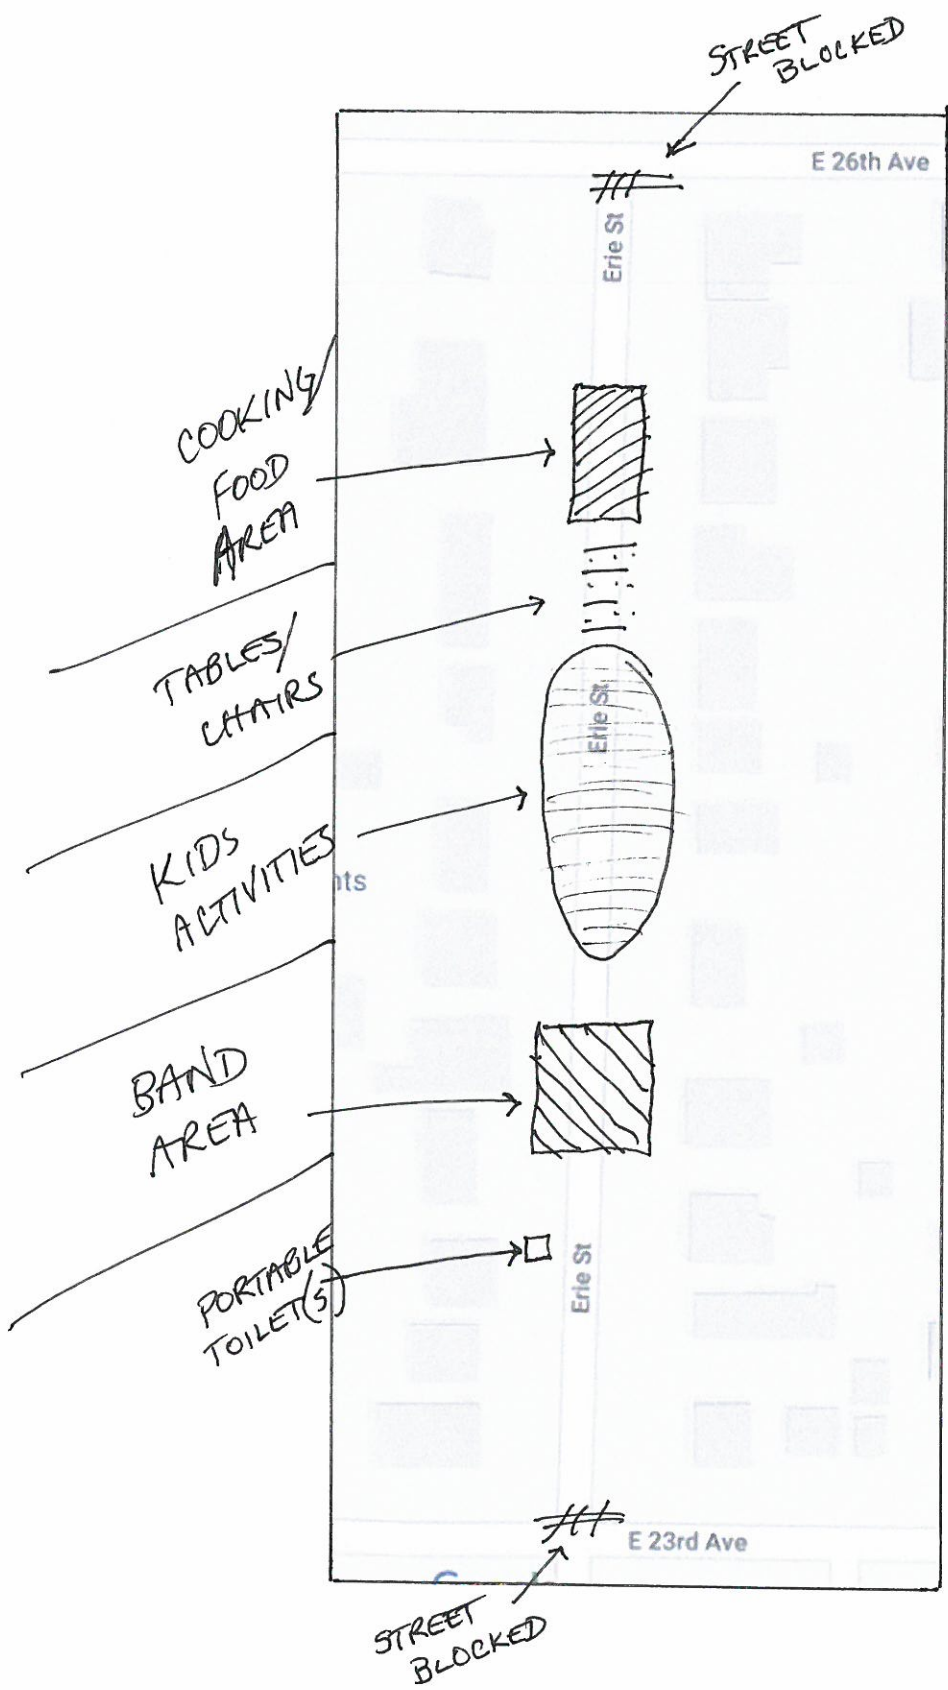 STREET
BLOCKED
E 26th Ave
Erie St
COOKING/
FOOD
AREA
TABLES/
CHAIRS
Erie St
KIDS
ACTIVITIES
nts
BAND
AREA
Erie St
PORTABLE
TOILET(S)
E 23rd Ave
STREET
BLOCKED